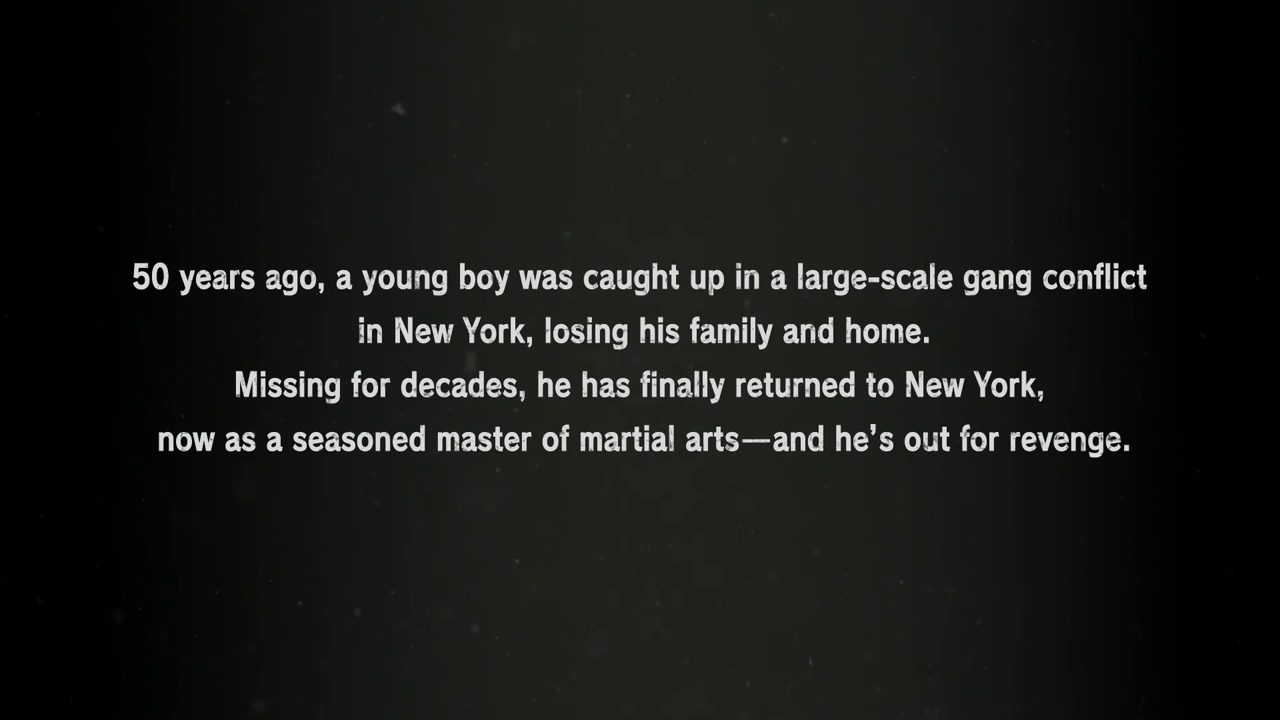 50 years ago, a young boy was caught up in a large-scale gang conflict
in New York, losing his family and home.
Missing for decades, he has finally returned to New York,
now as a seasoned master of martial arts—and he’s out for revenge.